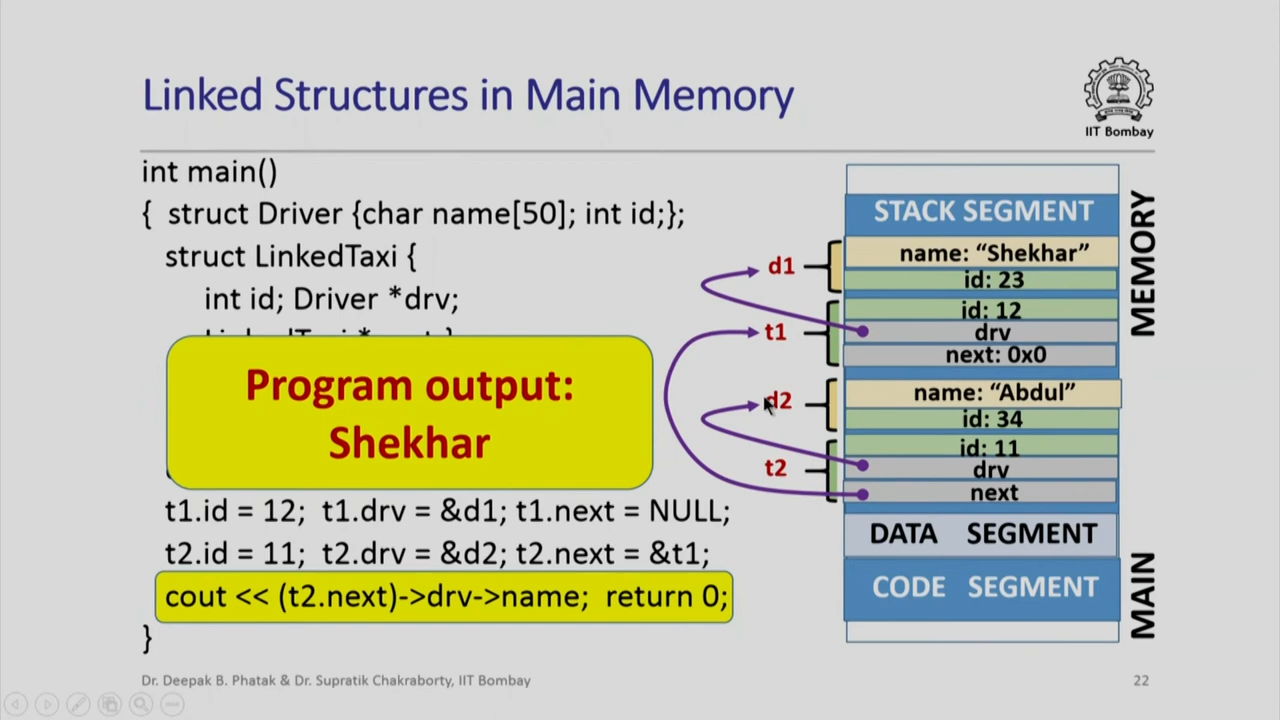 Linked Structures in Main Memory
IIT Bombay
int main()
{ struct Driver {char name[50]; int id;};
struct LinkedTaxi {
int id; Driver *drv;
Program output:
Shekhar
t1.id = 12; t1.drv = &d1; t1.next = NULL;
t2.id = 11; t2.drv = &d2; t2.next = &t1;
cout << (t2.next)->drv->name; return 0;
}
STACK SEGMENT
d1
name: “Shekhar”
id: 23
t1
id: 12
drv
next: 0x0
d2
name: “Abdul”
id: 34
t2
id: 11
drv
next
DATA SEGMENT
CODE SEGMENT
MAIN MEMORY
Dr. Deepak B. Phatak & Dr. Supratik Chakraborty, IIT Bombay
22